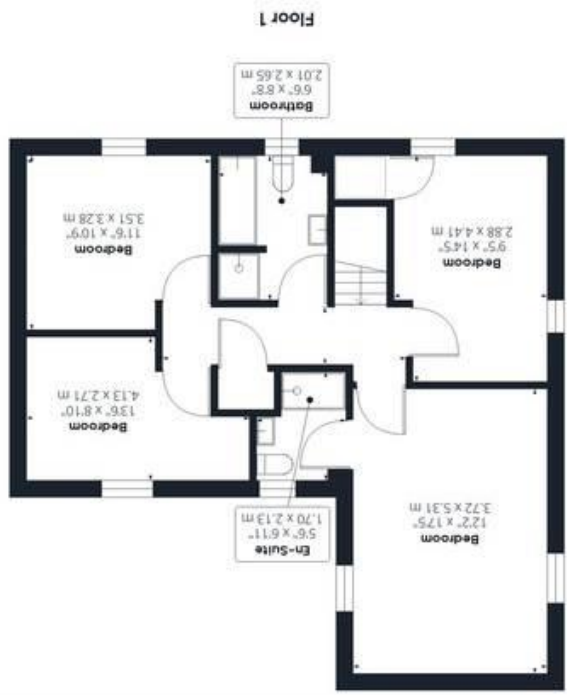 Bedroom
12'2" x 17'5"
3.72 x 5.31 m
En-Suite
5'6" x 6'11"
1.70 x 2.13 m
Bedroom
13'6" x 8'10"
4.13 x 2.71 m
Bedroom
9'5" x 14'5"
2.88 x 4.41 m
Bedroom
11'6" x 10'9"
3.51 x 3.28 m
Bathroom
6'6" x 8'8"
2.01 x 2.65 m
Floor 1